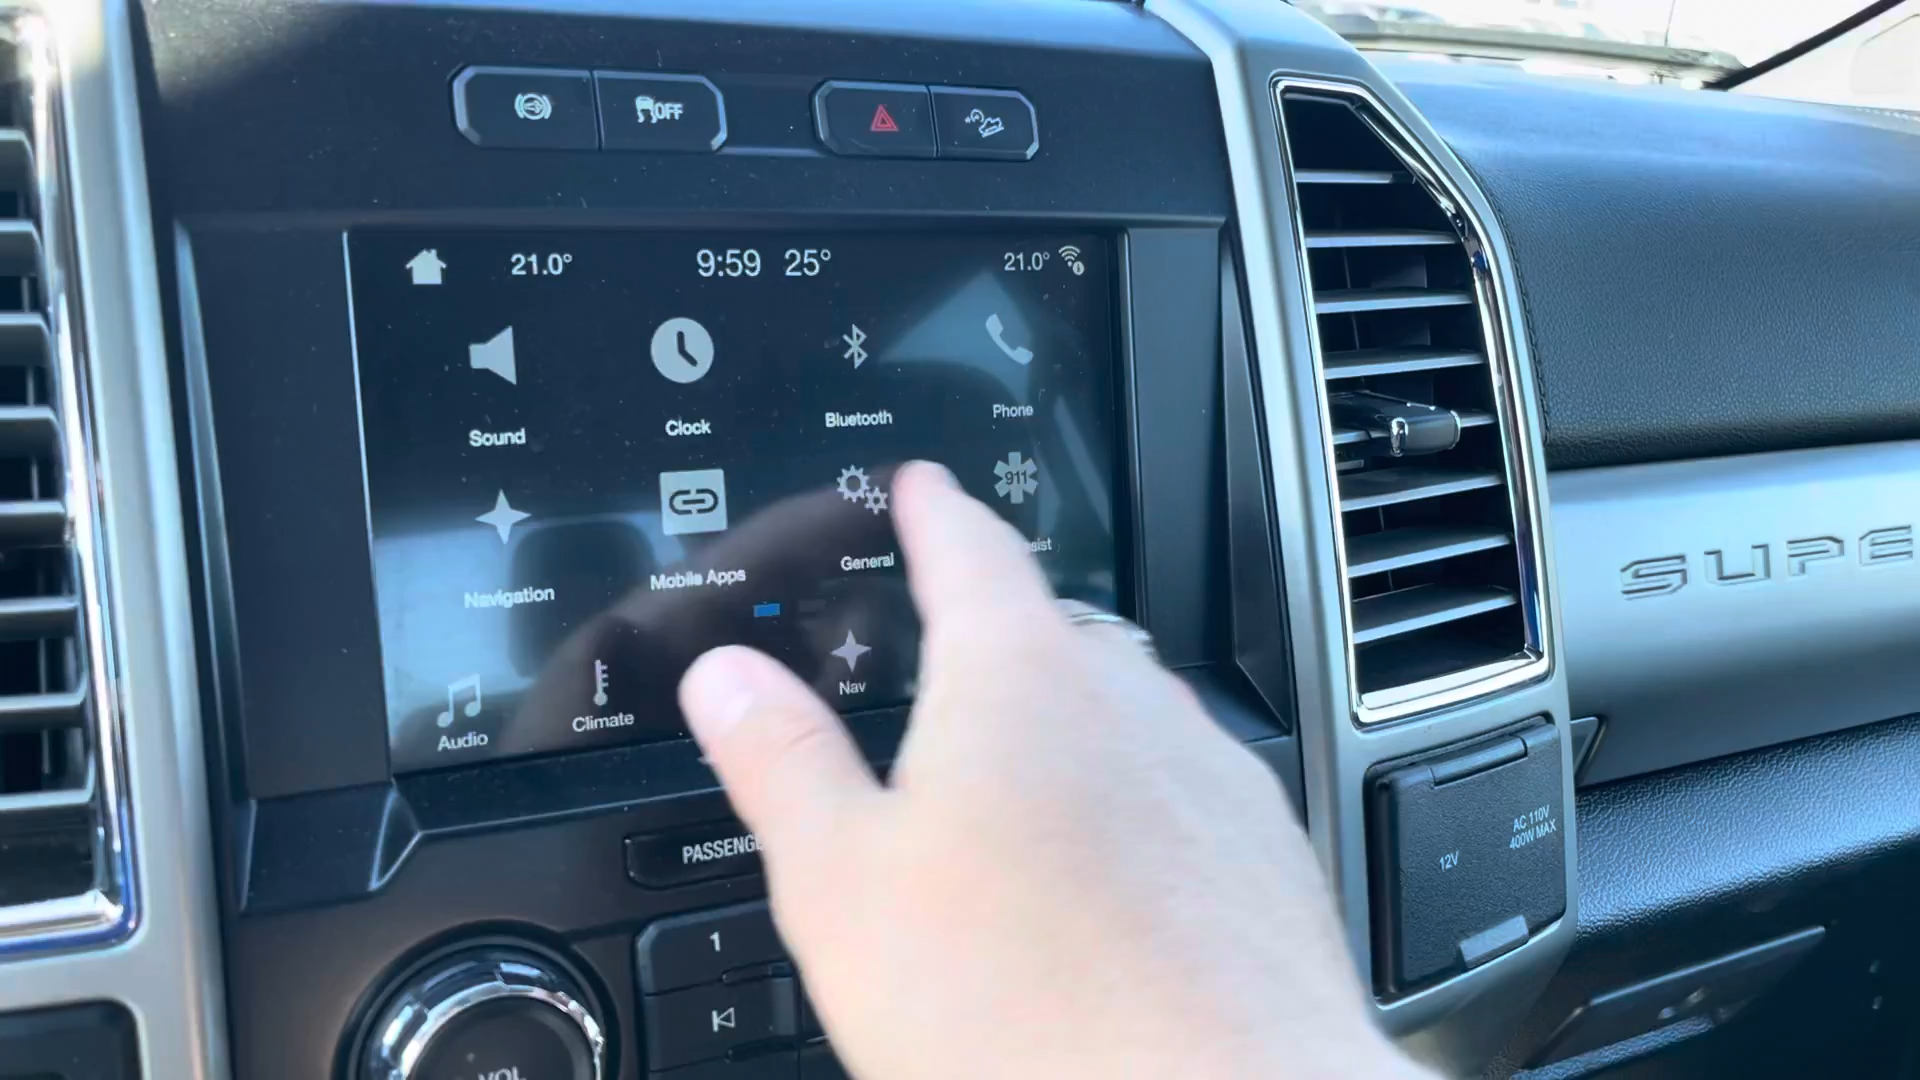 OFF
21.0° 9:59 25° 21.0°
Sound Clock Bluetooth Phone
911
Navigation Mobile Apps General
Audio Climate Nav
SUPE
PASSENG
12V AC 110V
400W MAX
1
VOL